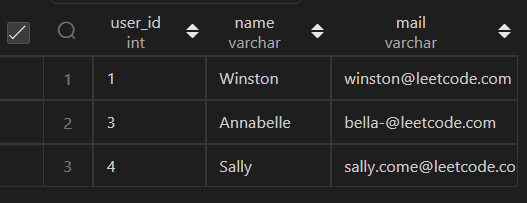 user_id name mail
int varchar varchar
1 1 Winston winston@leetcode.com
2 3 Annabelle bella-@leetcode.com
3 4 Sally sally.come@leetcode.co